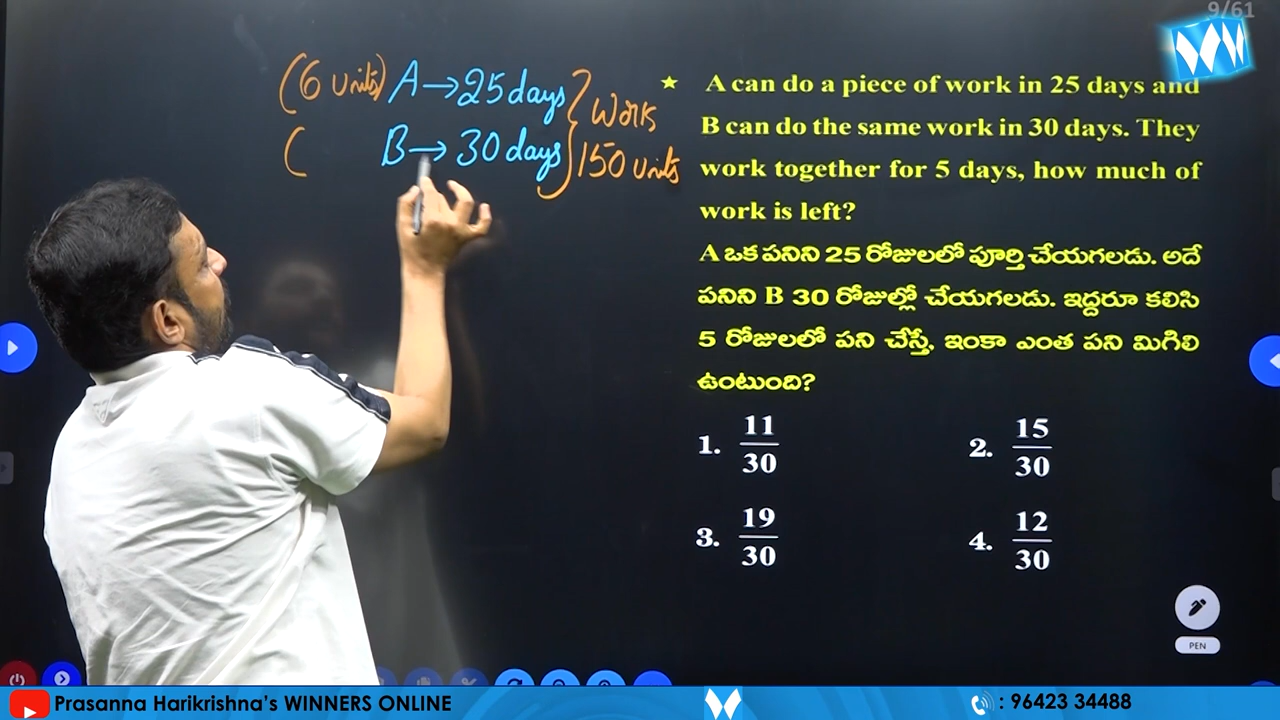 9/61
(6 units) A → 25 days
( B → 30 days
Work
150 units
★ A can do a piece of work in 25 days and
B can do the same work in 30 days. They
work together for 5 days, how much of
work is left?
A ఒక పనిని 25 రోజులలో పూర్తి చేయగలడు. అదే
పనిని B 30 రోజుల్లో చేయగలడు. ఇద్దరూ కలిసి
5 రోజులలో పని చేస్తే, ఇంకా ఎంత పని మిగిలి
ఉంటుంది?
1. 11/30 2. 15/30
3. 19/30 4. 12/30
PEN
Prasanna Harikrishna's WINNERS ONLINE : 96423 34488